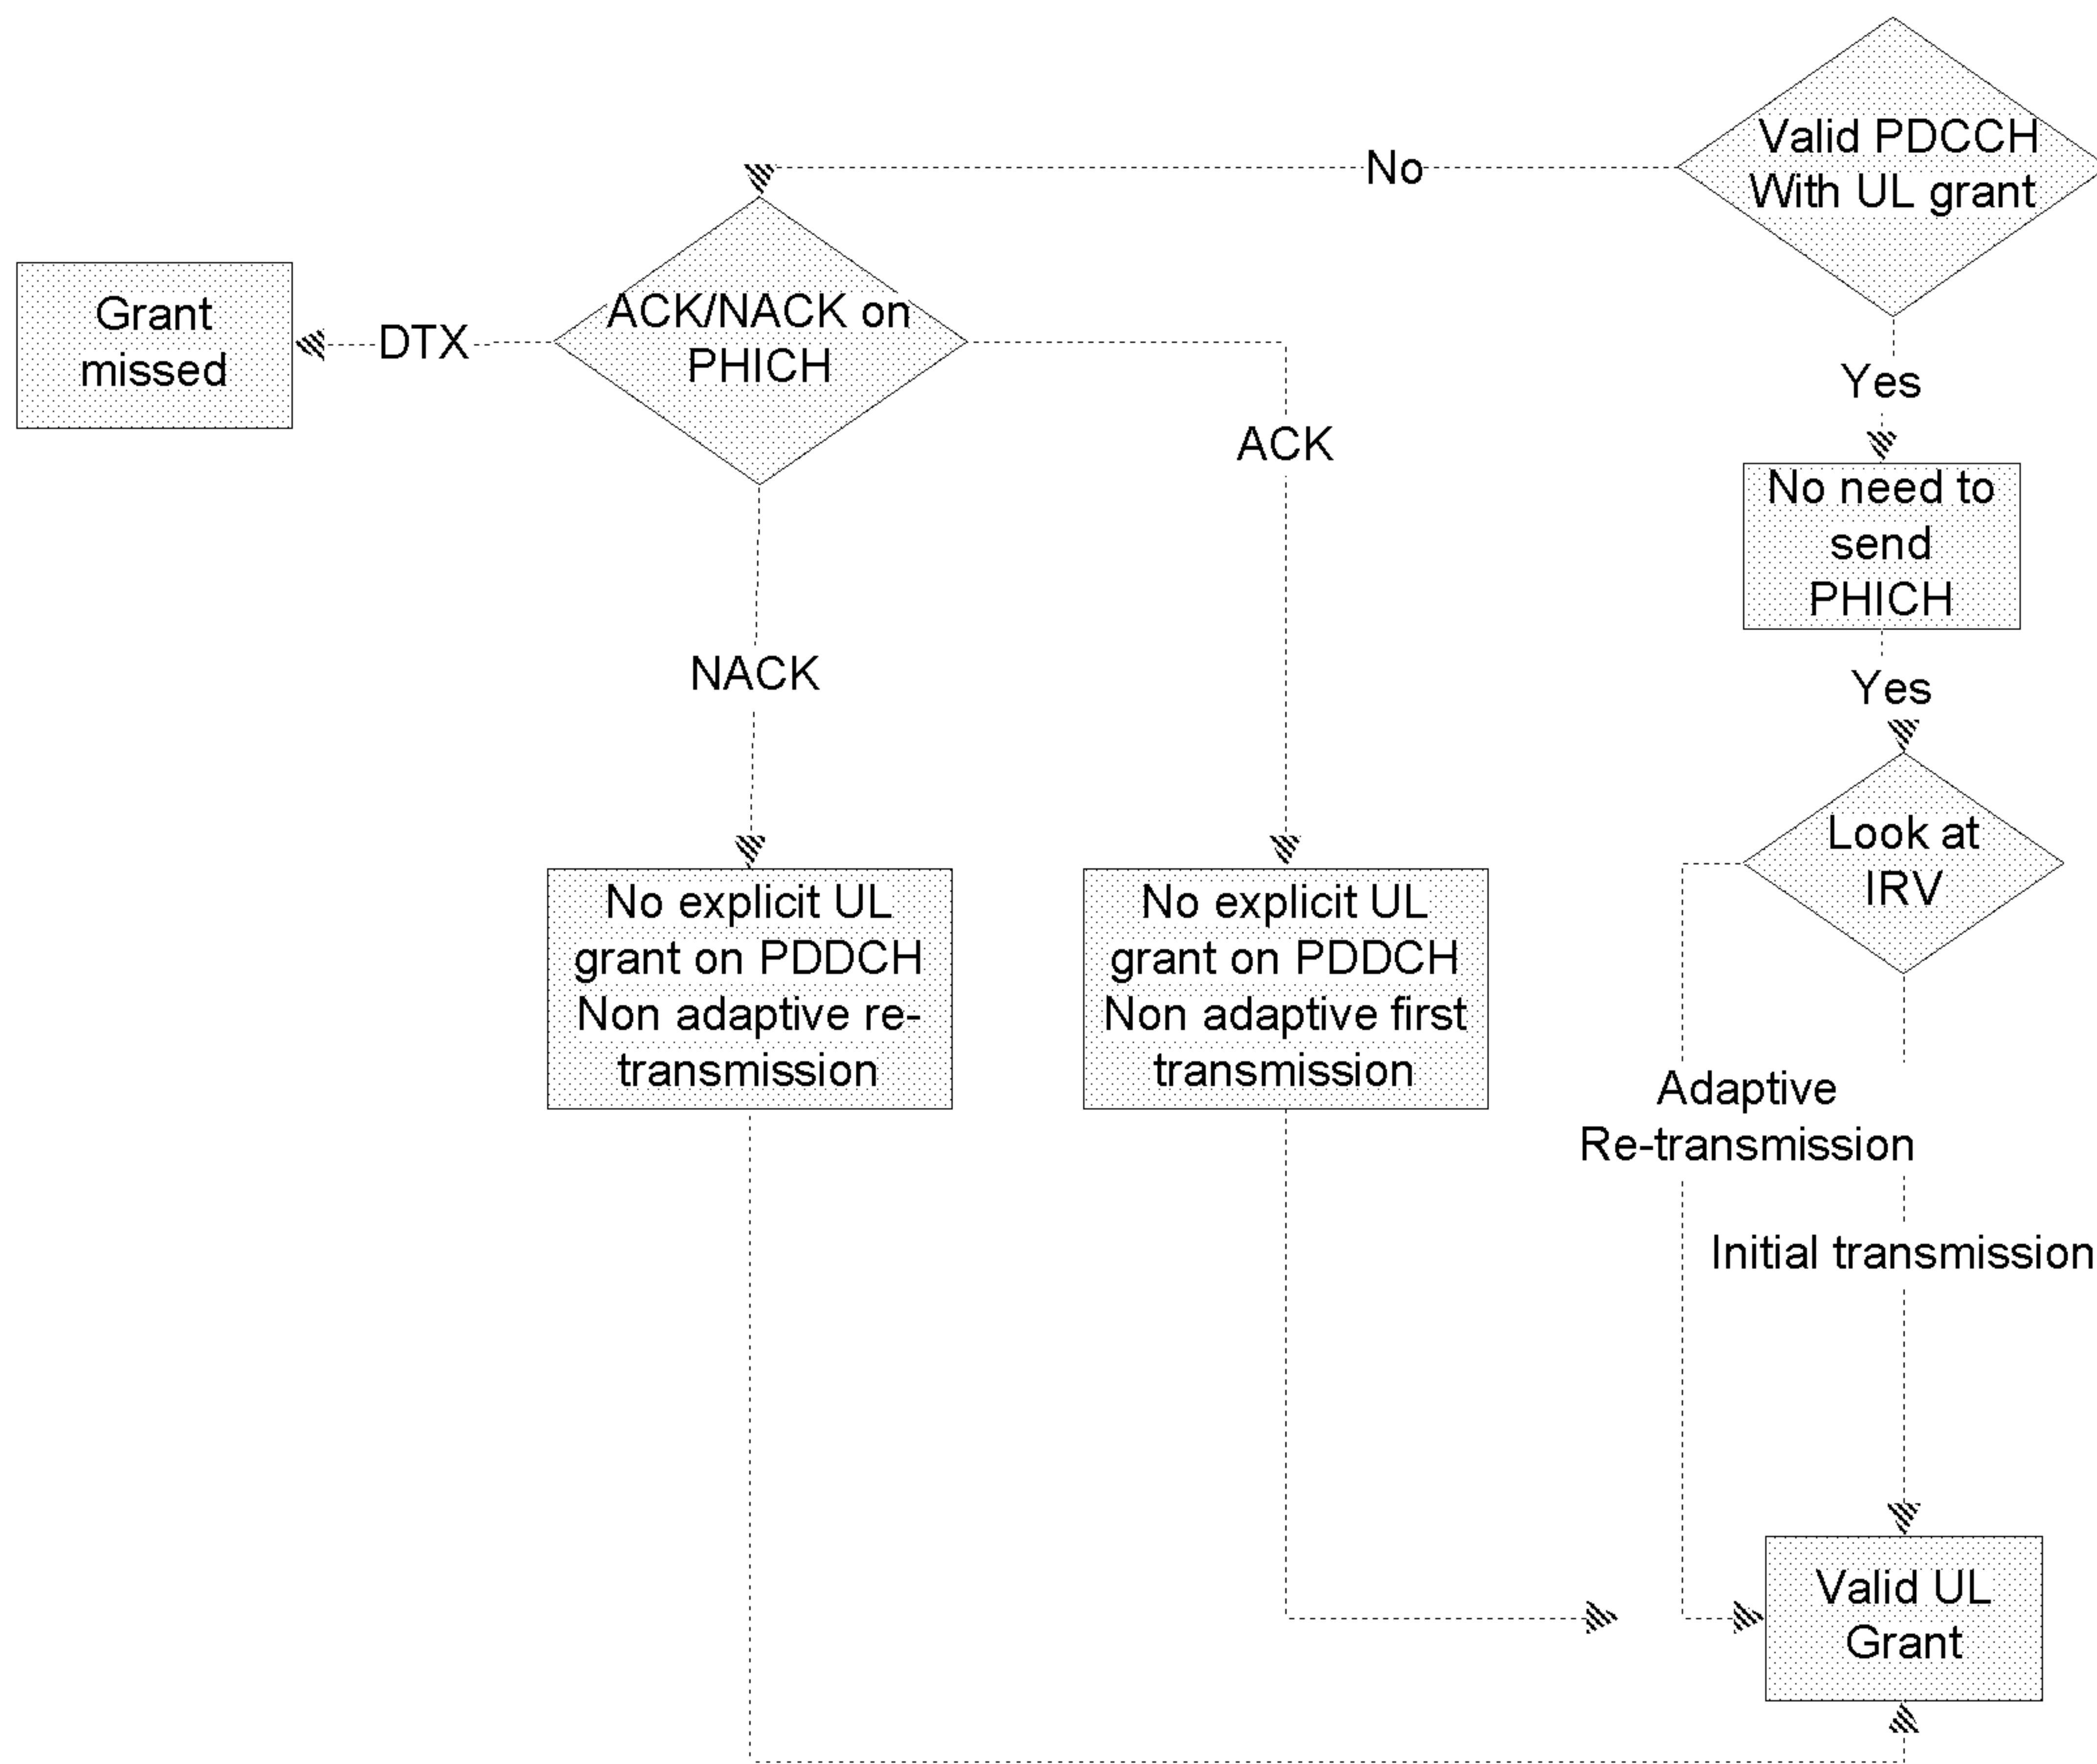 Valid PDCCH
With UL grant
No
Grant
missed
DTX
ACK/NACK on
PHICH
Yes
ACK
No need to
send
PHICH
NACK
Yes
Look at
IRV
No explicit UL
grant on PDDCH
Non adaptive re-
transmission
No explicit UL
grant on PDDCH
Non adaptive first
transmission
Adaptive
Re-transmission
Initial transmission
Valid UL
Grant